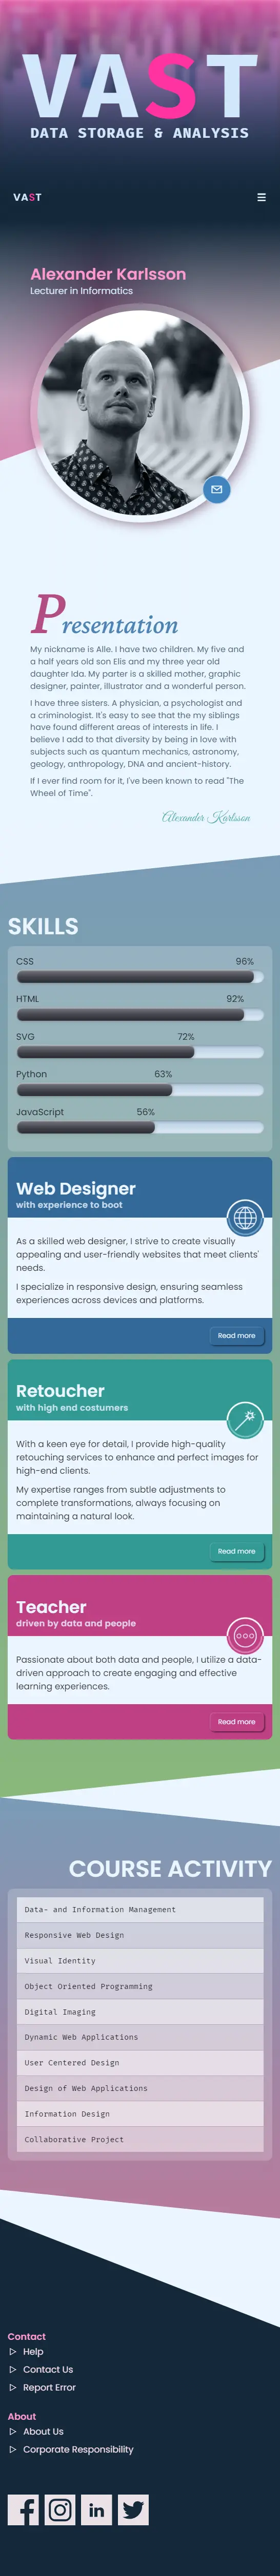 VAST
DATA STORAGE & ANALYSIS
VAST
Alexander Karlsson
Lecturer in Informatics
Presentation
My nickname is Alle. I have two children. My five and
a half years old son Elis and my three year old
daughter Ida. My parter is a skilled mother, graphic
designer, painter, illustrator and a wonderful person.
I have three sisters. A physician, a psychologist and
a criminologist. It's easy to see that the my siblings
have found different areas of interests in life. I
believe I add to that diversity by being in love with
subjects such as quantum mechanics, astronomy,
geology, anthropology, DNA and ancient-history.
If I ever find room for it, I've been known to read "The
Wheel of Time".
Alexander Karlsson
SKILLS
CSS 96%
HTML 92%
SVG 72%
Python 63%
JavaScript 56%
Web Designer
with experience to boot
As a skilled web designer, I strive to create visually
appealing and user-friendly websites that meet clients'
needs.
I specialize in responsive design, ensuring seamless
experiences across devices and platforms.
Read more
Retoucher
with high end costumers
With a keen eye for detail, I provide high-quality
retouching services to enhance and perfect images for
high-end clients.
My expertise ranges from subtle adjustments to
complete transformations, always focusing on
maintaining a natural look.
Read more
Teacher
driven by data and people
Passionate about both data and people, I utilize a data-
driven approach to create engaging and effective
learning experiences.
Read more
COURSE ACTIVITY
Data- and Information Management
Responsive Web Design
Visual Identity
Object Oriented Programming
Digital Imaging
Dynamic Web Applications
User Centered Design
Design of Web Applications
Information Design
Collaborative Project
Contact
Help
Contact Us
Report Error
About
About Us
Corporate Responsibility